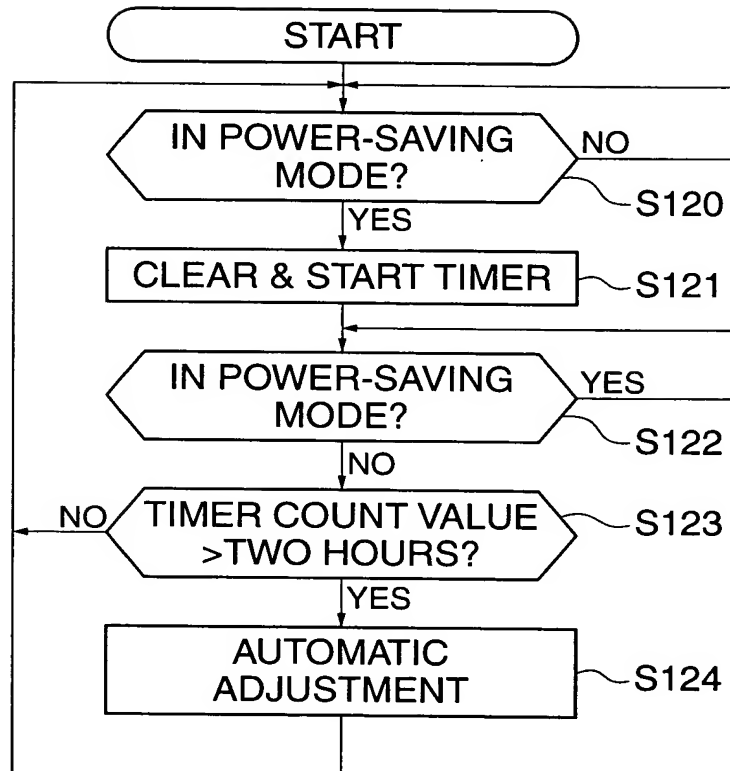 START
IN POWER-SAVING
MODE?
NO
S120
YES
CLEAR & START TIMER
S121
IN POWER-SAVING
MODE?
YES
S122
NO
NO
TIMER COUNT VALUE
>TWO HOURS?
S123
YES
AUTOMATIC
ADJUSTMENT
S124